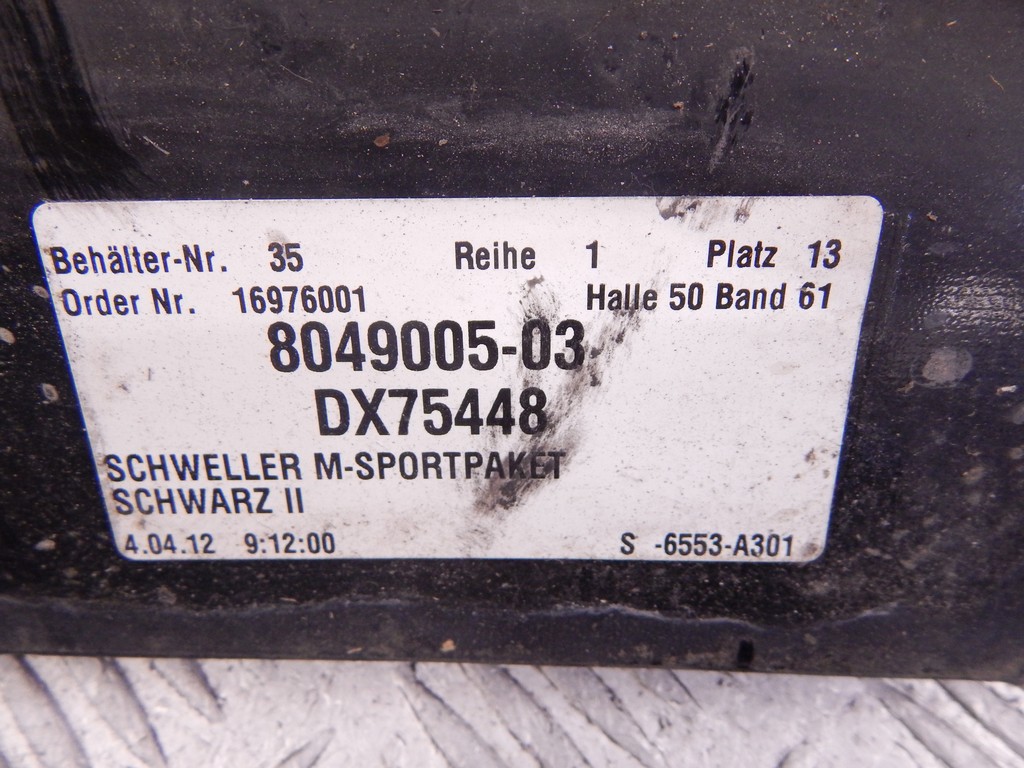 Behälter-Nr. 35 Reihe 1 Platz 13
Order Nr. 16976001 Halle 50 Band 61
8049005-03
DX75448
SCHWELLER M-SPORTPAKET
SCHWARZ II
4.04.12 9:12:00 S -6553-A301